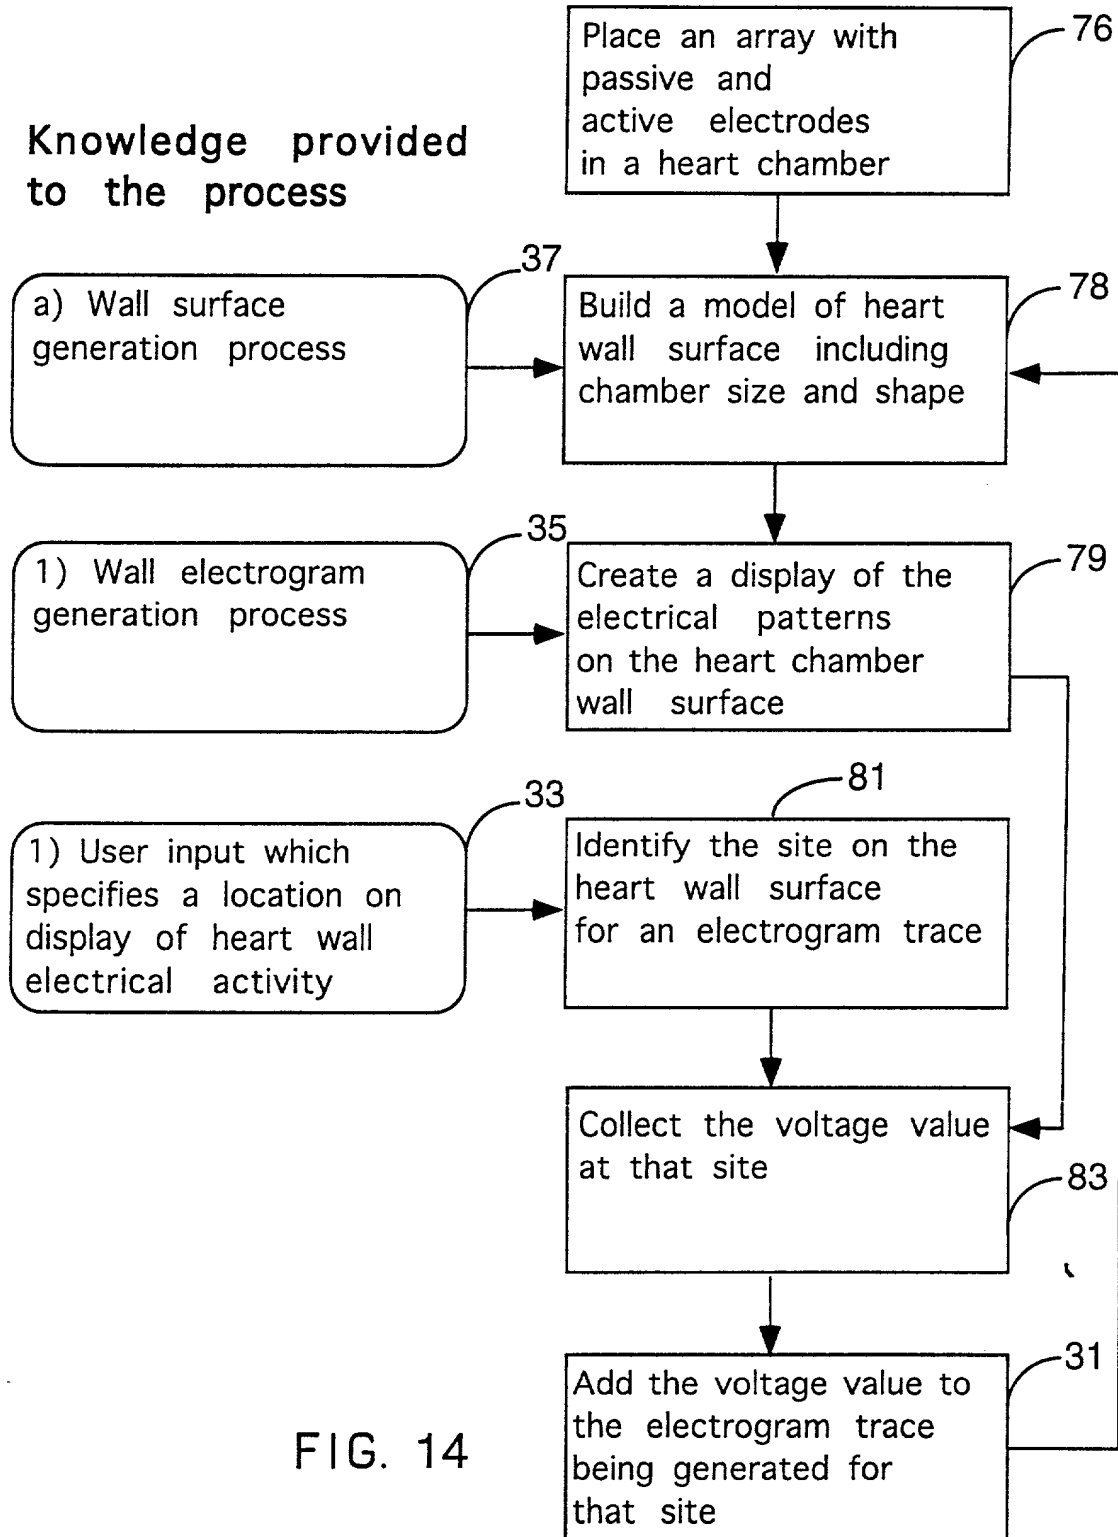 Place an array with
passive and
active electrodes
in a heart chamber
76
Knowledge provided
to the process
a) Wall surface
generation process
37
Build a model of heart
wall surface including
chamber size and shape
78
1) Wall electrogram
generation process
35
Create a display of the
electrical patterns
on the heart chamber
wall surface
79
1) User input which
specifies a location on
display of heart wall
electrical activity
33
81
Identify the site on the
heart wall surface
for an electrogram trace
Collect the voltage value
at that site
83
Add the voltage value to
the electrogram trace
being generated for
that site
31
FIG. 14